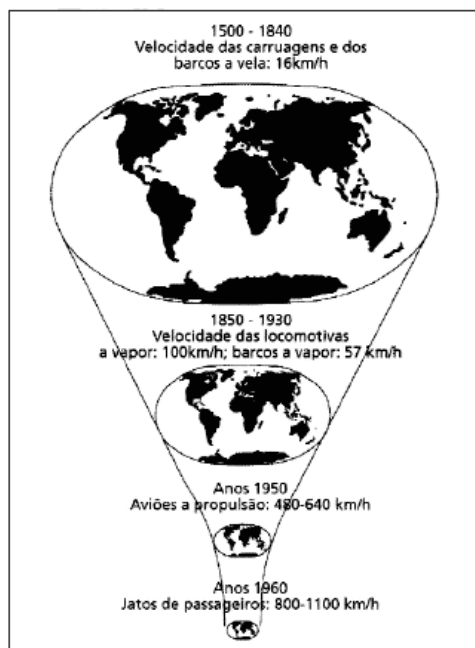 1500 - 1840
Velocidade das carruagens e dos
barcos a vela: 16km/h
1850 - 1930
Velocidade das locomotivas
a vapor: 100km/h; barcos a vapor: 57 km/h
Anos 1950
Aviões a propulsão: 480-640 km/h
Anos 1960
Jatos de passageiros: 800-1100 km/h